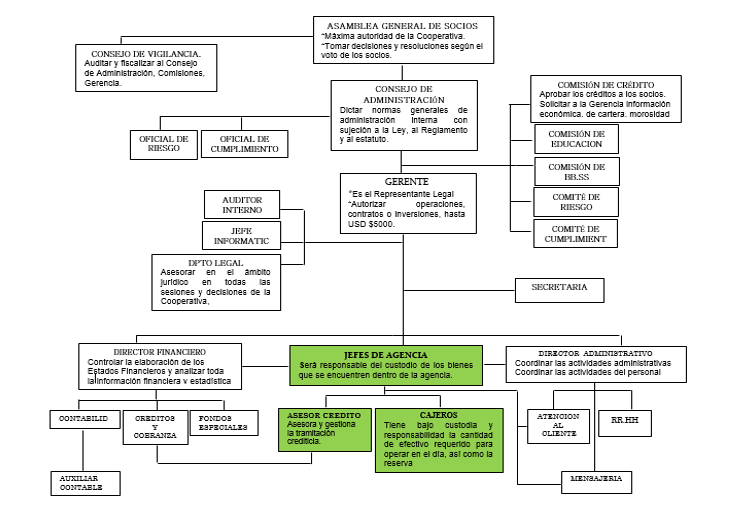 ASAMBLEA GENERAL DE SOCIOS
*Máxima autoridad de la Cooperativa.
*Tomar decisiones y resoluciones según el
voto de los socios.
CONSEJO DE VIGILANCIA.
Auditar y fiscalizar al Consejo
de Administración, Comisiones,
Gerencia.
CONSEJO DE
ADMINISTRACIÓN
Dictar normas generales de
administración interna con
sujeción a la Ley, al Reglamento
y al estatuto.
COMISIÓN DE CRÉDITO
Aprobar los créditos a los socios.
Solicitar a la Gerencia información
económica. de cartera. morosidad
OFICIAL DE
RIESGO
OFICIAL DE
CUMPLIMIENTO
COMISIÓN DE
EDUCACION
COMISIÓN DE
BB.SS
COMITÉ DE
RIESGO
COMITÉ DE
CUMPLIMIENT
GERENTE
*Es el Representante Legal
*Autorizar operaciones,
contratos o inversiones, hasta
USD $5000.
AUDITOR
INTERNO
JEFE
INFORMATIC
DPTO LEGAL
Asesorar en el ámbito
jurídico en todas las
sesiones y decisiones de la
Cooperativa,
SECRETARIA
DIRECTOR FINANCIERO
Controlar la elaboración de los
Estados Financieros y analizar toda
la información financiera y estadística
JEFES DE AGENCIA
Será responsable del custodio de los bienes
que se encuentren dentro de la agencia.
DIRECTOR ADMINISTRATIVO
Coordinar las actividades administrativas
Coordinar las actividades del personal
CONTABILID
CREDITOS
Y
COBRANZA
FONDOS
ESPECIALES
ASESOR CREDITO
Asesora y gestiona
la tramitación
crediticia.
CAJEROS
Tiene bajo custodia y
responsabilidad la cantidad
de efectivo requerido para
operar en el día, así como la
reserva
ATENCION
AL
CLIENTE
RR.HH
AUXILIAR
CONTABLE
MENSAJERIA